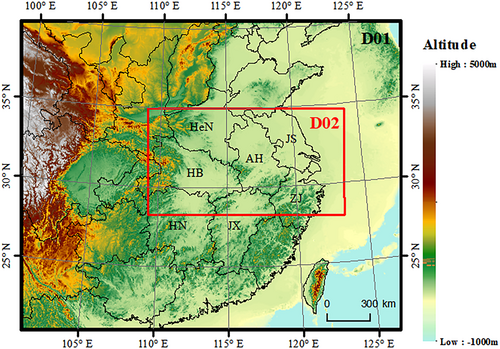 100° E 105° E 110° E 115° E 120° E 125° E
D01
Altitude
High : 5000m
35°N 35°N
D02
HeN
JS
AH
HB
30°N 30°N
ZJ
HN
JX
25°N 25°N
0 300 km
Low : -1000m
105° E 110° E 115° E 120° E